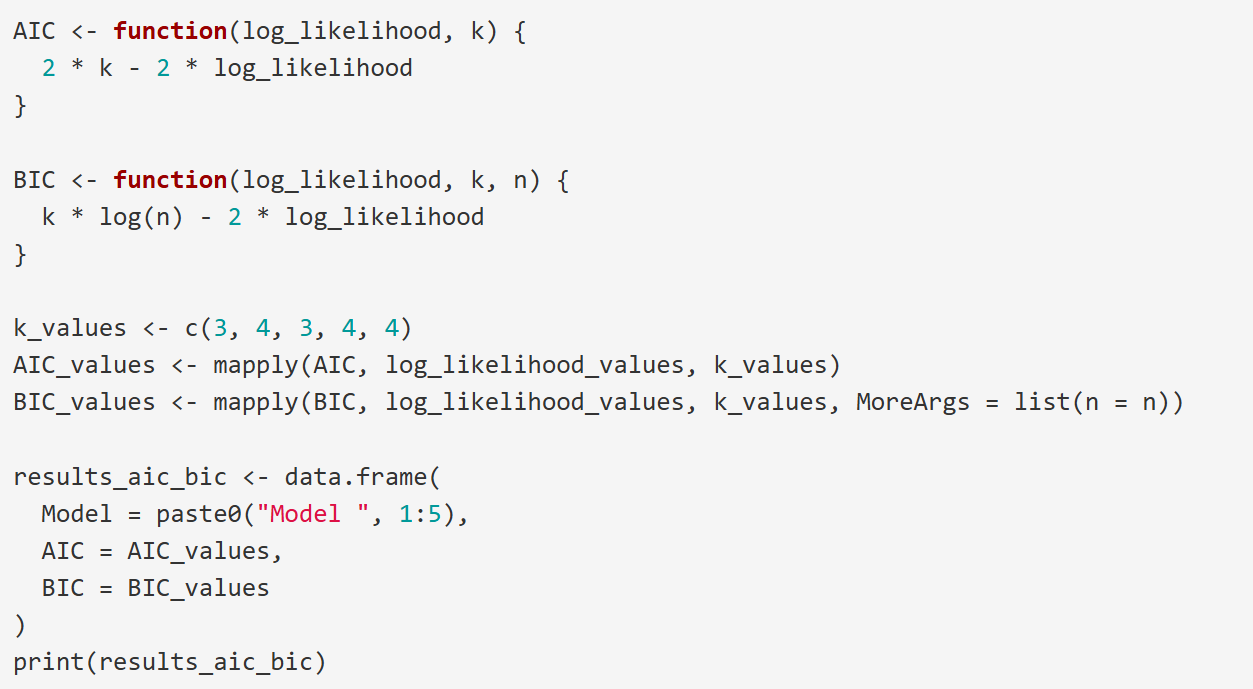 AIC <- function(log_likelihood, k) {
  2 * k - 2 * log_likelihood
}

BIC <- function(log_likelihood, k, n) {
  k * log(n) - 2 * log_likelihood
}

k_values <- c(3, 4, 3, 4, 4)
AIC_values <- mapply(AIC, log_likelihood_values, k_values)
BIC_values <- mapply(BIC, log_likelihood_values, k_values, MoreArgs = list(n = n))

results_aic_bic <- data.frame(
  Model = paste0("Model ", 1:5),
  AIC = AIC_values,
  BIC = BIC_values
)
print(results_aic_bic)